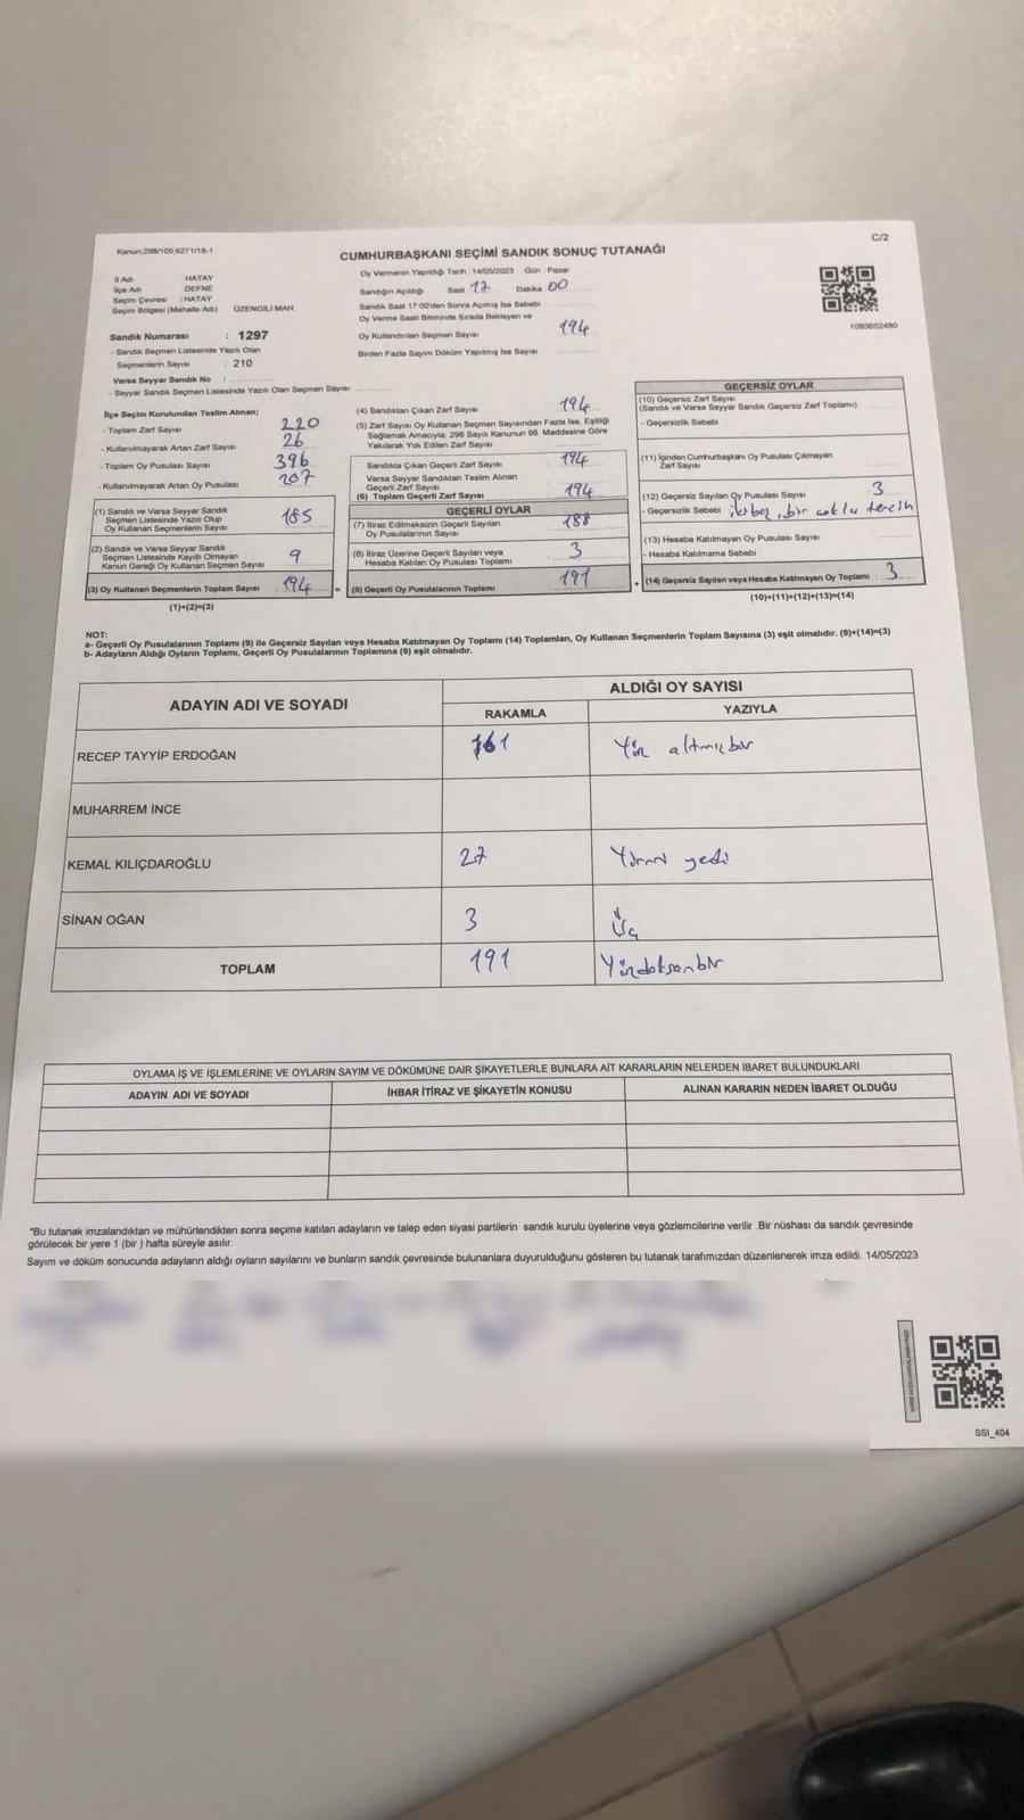 Kanun:298/100 6271/18-1
C/2
CUMHURBAŞKANI SEÇİMİ SANDIK SONUÇ TUTANAĞI
İl Adı HATAY
İlçe Adı DEFNE
Seçim Çevresi : HATAY
Seçim Bölgesi (Mahalle Adı) ÜZENGİLİ MAH
Sandık Numarası : 1297
- Sandık Seçmen Listesinde Yazılı Olan
Seçmenlerin Sayısı : 210
Varsa Seyyar Sandık No :
- Seyyar Sandık Seçmen Listesinde Yazılı Olan Seçmen Sayısı
Oy Vermenin Yapıldığı Tarih : 14/05/2023 Gün : Pazar
Sandığın Açıldığı Saat 17 Dakika 00
Sandık Saat 17:00'den Sonra Açılmış İse Sebebi
Oy Verme Saati Bitiminde Sırada Bekleyen ve
Oy Kullandırılan Seçmen Sayısı 194
Birden Fazla Sayım Döküm Yapılmış İse Sayısı
İlçe Seçim Kurulundan Teslim Alınan;
- Toplam Zarf Sayısı 220
- Kullanılmayarak Artan Zarf Sayısı 26
- Toplam Oy Pusulası Sayısı 396
- Kullanılmayarak Artan Oy Pusulası 207
(1) Sandık ve Varsa Seyyar Sandık
Seçmen Listesinde Yazılı Olup
Oy Kullanan Seçmenlerin Sayısı 185
(2) Sandık ve Varsa Seyyar Sandık
Seçmen Listesinde Kayıtlı Olmayan
Kanun Gereği Oy Kullanan Seçmen Sayısı 9
(3) Oy Kullanan Seçmenlerin Toplam Sayısı 194
(1)+(2)=(3)
(4) Sandıktan Çıkan Zarf Sayısı 194
(5) Zarf Sayısı Oy Kullanan Seçmen Sayısından Fazla İse, Eşitliği
Sağlamak Amacıyla; 298 Sayılı Kanunun 98. Maddesine Göre
Yakılarak Yok Edilen Zarf Sayısı
Sandıkta Çıkan Geçerli Zarf Sayısı 194
Varsa Seyyar Sandıktan Teslim Alınan
Geçerli Zarf Sayısı
(6) Toplam Geçerli Zarf Sayısı 194
GEÇERLİ OYLAR
(7) İtiraz Edilmeksizin Geçerli Sayılan
Oy Pusulalarının Sayısı 188
(8) İtiraz Üzerine Geçerli Sayılan veya
Hesaba Katılan Oy Pusulası Toplamı 3
= (9) Geçerli Oy Pusulalarının Toplamı 191
GEÇERSİZ OYLAR
(10) Geçersiz Zarf Sayısı
(Sandık ve Varsa Seyyar Sandık Geçersiz Zarf Toplamı)
- Geçersizlik Sebebi
(11) İçinden Cumhurbaşkanı Oy Pusulası Çıkmayan
Zarf Sayısı
(12) Geçersiz Sayılan Oy Pusulası Sayısı 3
- Geçersizlik Sebebi
(13) Hesaba Katılmayan Oy Pusulası Sayısı
- Hesaba Katılmama Sebebi
+ (14) Geçersiz Sayılan veya Hesaba Katılmayan Oy Toplamı 3
(10)+(11)+(12)+(13)=(14)
NOT:
a- Geçerli Oy Pusulalarının Toplamı (9) ile Geçersiz Sayılan veya Hesaba Katılmayan Oy Toplamı (14) Toplamları, Oy Kullanan Seçmenlerin Toplam Sayısına (3) eşit olmalıdır. (9)+(14)=(3)
b- Adayların Aldığı Oyların Toplamı, Geçerli Oy Pusulalarının Toplamına (9) eşit olmalıdır.
ADAYIN ADI VE SOYADI
ALDIĞI OY SAYISI
RAKAMLA YAZIYLA
RECEP TAYYİP ERDOĞAN 161 Yüz altmış bir
MUHARREM İNCE
KEMAL KILIÇDAROĞLU 27 Yirmi yedi
SİNAN OĞAN 3 Üç
TOPLAM 191 Yüzdoksanbir
OYLAMA İŞ VE İŞLEMLERİNE VE OYLARIN SAYIM VE DÖKÜMÜNE DAİR ŞİKAYETLERLE BUNLARA AİT KARARLARIN NELERDEN İBARET BULUNDUKLARI
ADAYIN ADI VE SOYADI İHBAR İTİRAZ VE ŞİKAYETİN KONUSU ALINAN KARARIN NEDEN İBARET OLDUĞU
"Bu tutanak imzalandıktan ve mühürlendikten sonra seçime katılan adayların ve talep eden siyasi partilerin sandık kurulu üyelerine veya gözlemcilerine verilir. Bir nüshası da sandık çevresinde
görülecek bir yere 1 (bir ) hafta süreyle asılır.
Sayım ve döküm sonucunda adayların aldığı oyların sayılarını ve bunların sandık çevresinde bulunanlara duyurulduğunu gösteren bu tutanak tarafımızdan düzenlenerek imza edildi. 14/05/2023
SSI_404